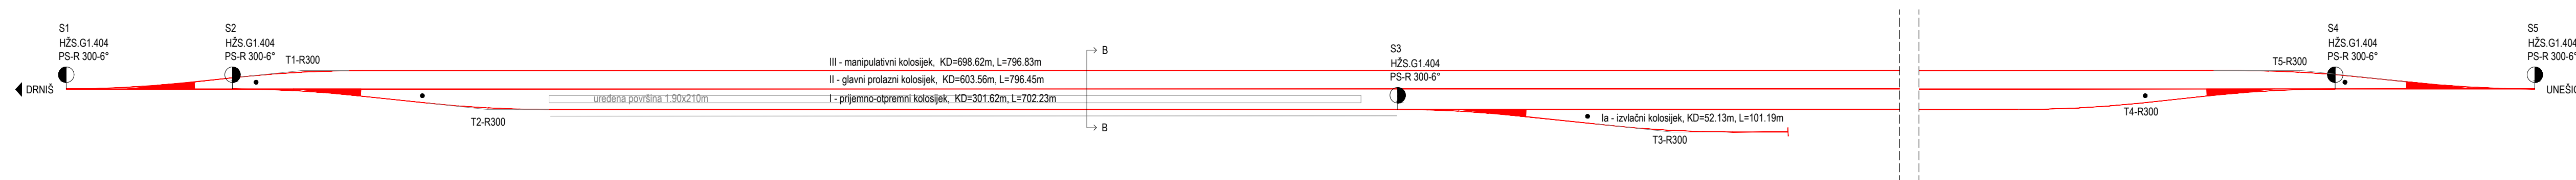 S1
HŽS.G1.404
PS-R 300-6°
S2
HŽS.G1.404
PS-R 300-6°
T1-R300
DRNIŠ
T2-R300
uređena površina 1.90x210m
III - manipulativni kolosijek, KD=698.62m, L=796.83m
II - glavni prolazni kolosijek, KD=603.56m, L=796.45m
I - prijemno-otpremni kolosijek, KD=301.62m, L=702.23m
B
B
S3
HŽS.G1.404
PS-R 300-6°
Ia - izvlačni kolosijek, KD=52.13m, L=101.19m
T3-R300
T4-R300
T5-R300
S4
HŽS.G1.404
PS-R 300-6°
S5
HŽS.G1.404
PS-R 300-6°
UNEŠIĆ